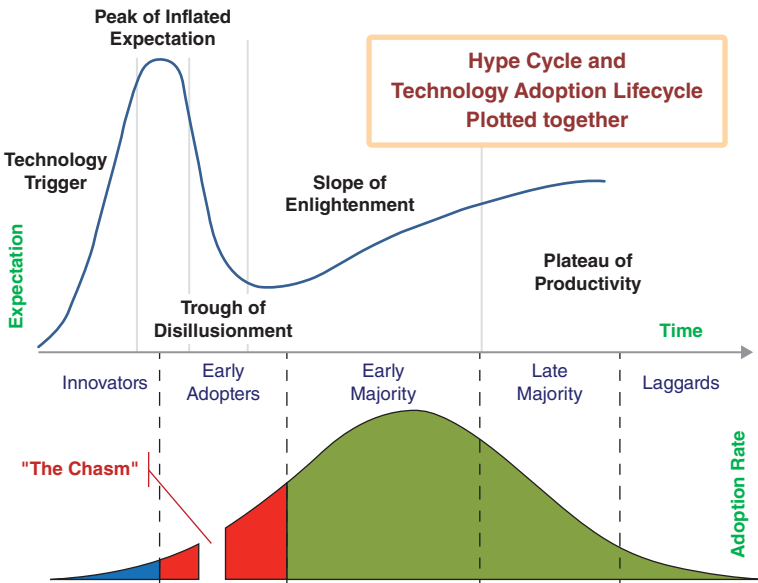 Peak of Inflated
Expectation
Hype Cycle and
Technology Adoption Lifecycle
Plotted together
Technology
Trigger
Slope of
Enlightenment
Expectation
Plateau of
Productivity
Trough of
Disillusionment
Time
Innovators
Early
Adopters
Early
Majority
Late
Majority
Laggards
"The Chasm"
Adoption Rate